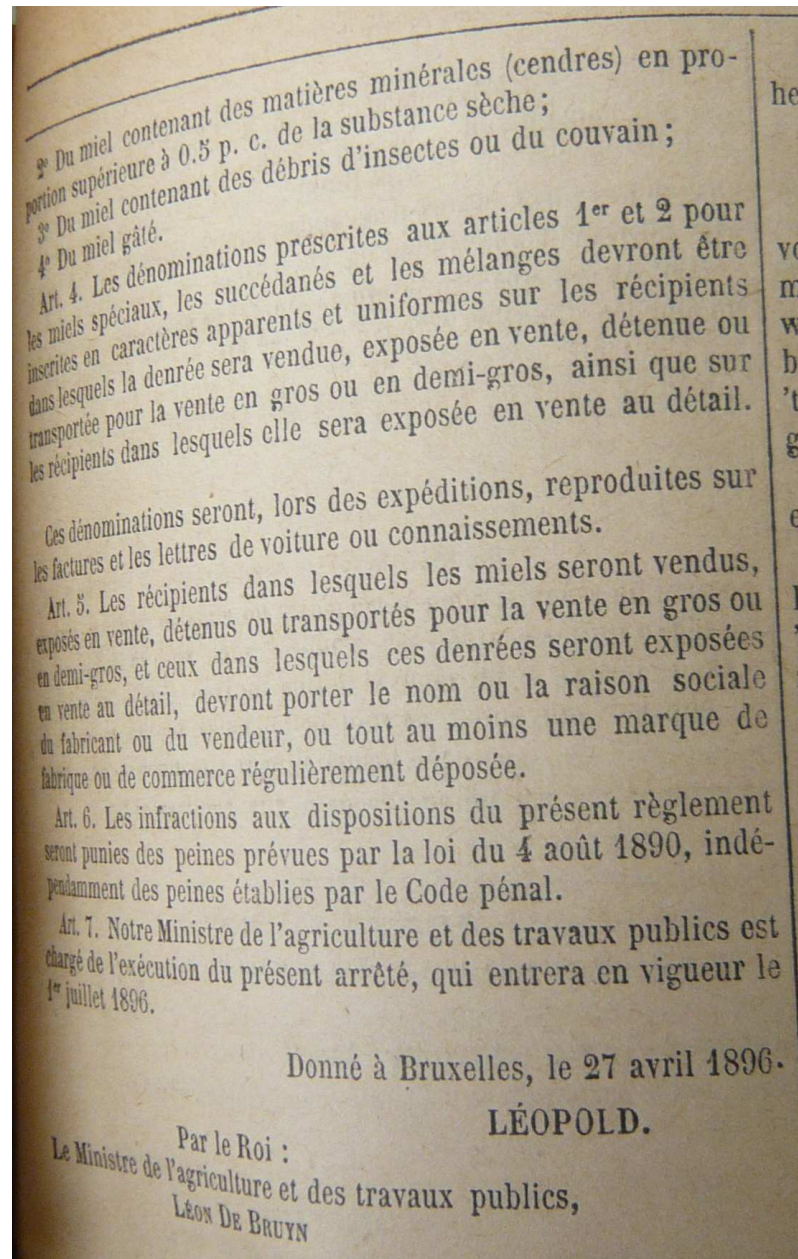 2° Du miel contenant des matières minérales (cendres) en pro-
portion supérieure à 0.5 p. c. de la substance sèche;
3° Du miel contenant des débris d'insectes ou du couvain;
4° Du miel gâté.
Art. 4. Les dénominations prescrites aux articles 1er et 2 pour
les miels spéciaux, les succédanés et les mélanges devront être
inscrites en caractères apparents et uniformes sur les récipients
dans lesquels la denrée sera vendue, exposée en vente, détenue ou
transportée pour la vente en gros ou en demi-gros, ainsi que sur
les récipients dans lesquels elle sera exposée en vente au détail.
Ces dénominations seront, lors des expéditions, reproduites sur
les factures et les lettres de voiture ou connaissements.
Art. 5. Les récipients dans lesquels les miels seront vendus,
exposés en vente, détenus ou transportés pour la vente en gros ou
en demi-gros, et ceux dans lesquels ces denrées seront exposées
en vente au détail, devront porter le nom ou la raison sociale
du fabricant ou du vendeur, ou tout au moins une marque de
fabrique ou de commerce régulièrement déposée.
Art. 6. Les infractions aux dispositions du présent règlement
seront punies des peines prévues par la loi du 4 août 1890, indé-
pendamment des peines établies par le Code pénal.
Art. 7. Notre Ministre de l'agriculture et des travaux publics est
chargé de l'exécution du présent arrêté, qui entrera en vigueur le
1er juillet 1896.
Donné à Bruxelles, le 27 avril 1896.
LÉOPOLD.
Par le Roi :
Le Ministre de l'agriculture et des travaux publics,
LÉON DE BRUYN